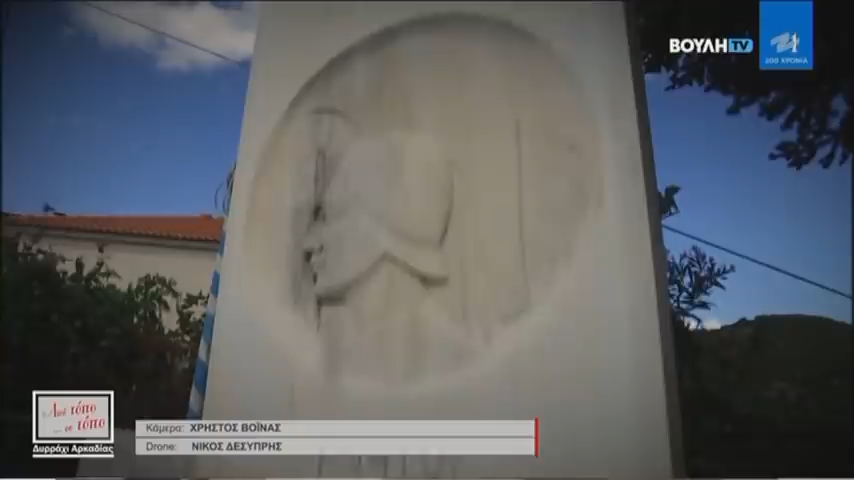 ΒΟΥΛΗ TV
200 ΧΡΟΝΙΑ
Από τόπο
... σε τόπο
Δυρράχι Αρκαδίας
Κάμερα: ΧΡΗΣΤΟΣ ΒΟΪΝΑΣ
Drone: ΝΙΚΟΣ ΔΕΣΥΠΡΗΣ